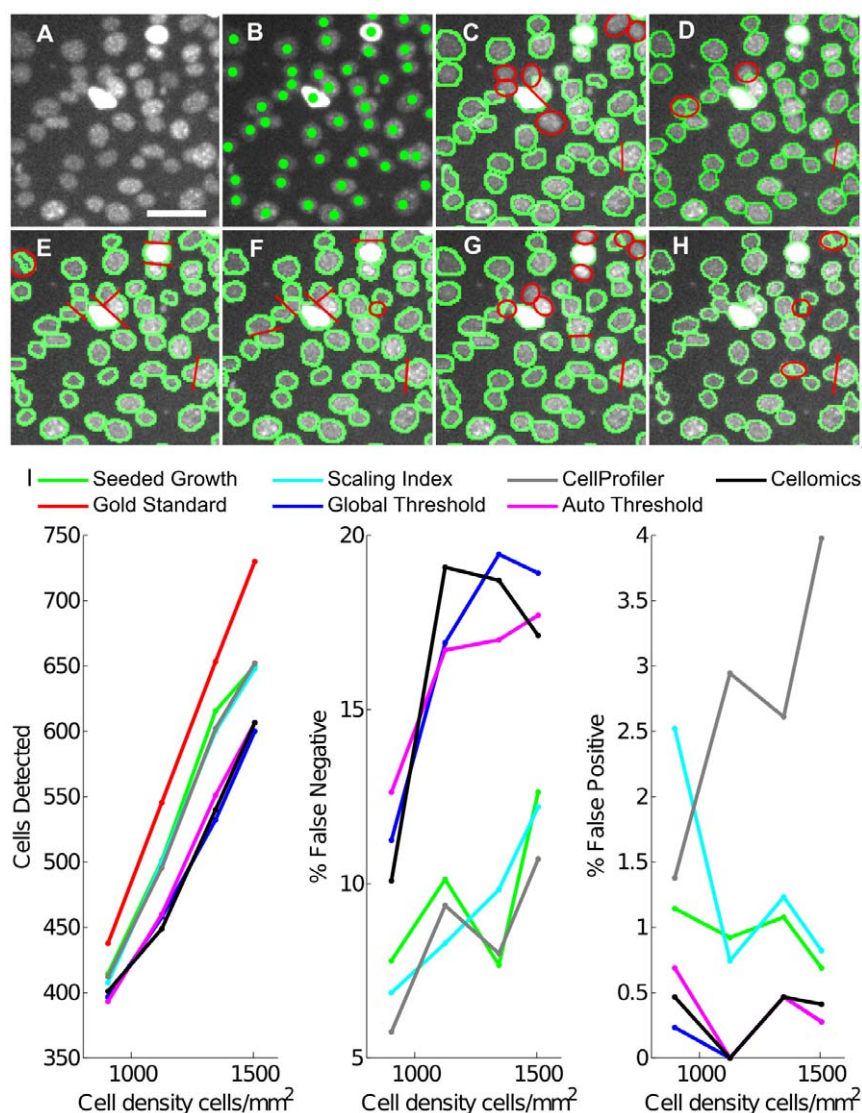 A B C D
E F G H
I Seeded Growth Scaling Index CellProfiler Cellomics
Gold Standard Global Threshold Auto Threshold
750 20 4
700 3.5
650 3
600 15 2.5
550 2
500 10 1.5
450 1
400 0.5
350 5 0
Cells Detected
% False Negative
% False Positive
1000 1500 1000 1500 1000 1500
Cell density cells/mm² Cell density cells/mm² Cell density cells/mm²